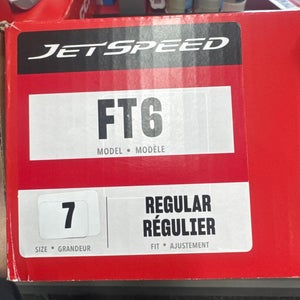 JETSPEED
FT6
MODEL • MODÈLE
7
SIZE • GRANDEUR
REGULAR
RÉGULIER
FIT • AJUSTEMENT